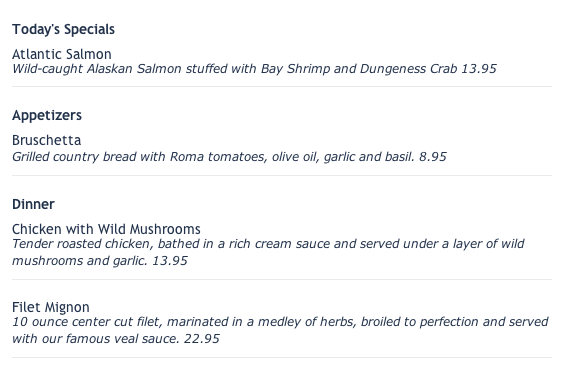 Today's Specials
Atlantic Salmon
Wild-caught Alaskan Salmon stuffed with Bay Shrimp and Dungeness Crab 13.95
Appetizers
Bruschetta
Grilled country bread with Roma tomatoes, olive oil, garlic and basil. 8.95
Dinner
Chicken with Wild Mushrooms
Tender roasted chicken, bathed in a rich cream sauce and served under a layer of wild
mushrooms and garlic. 13.95
Filet Mignon
10 ounce center cut filet, marinated in a medley of herbs, broiled to perfection and served
with our famous veal sauce. 22.95